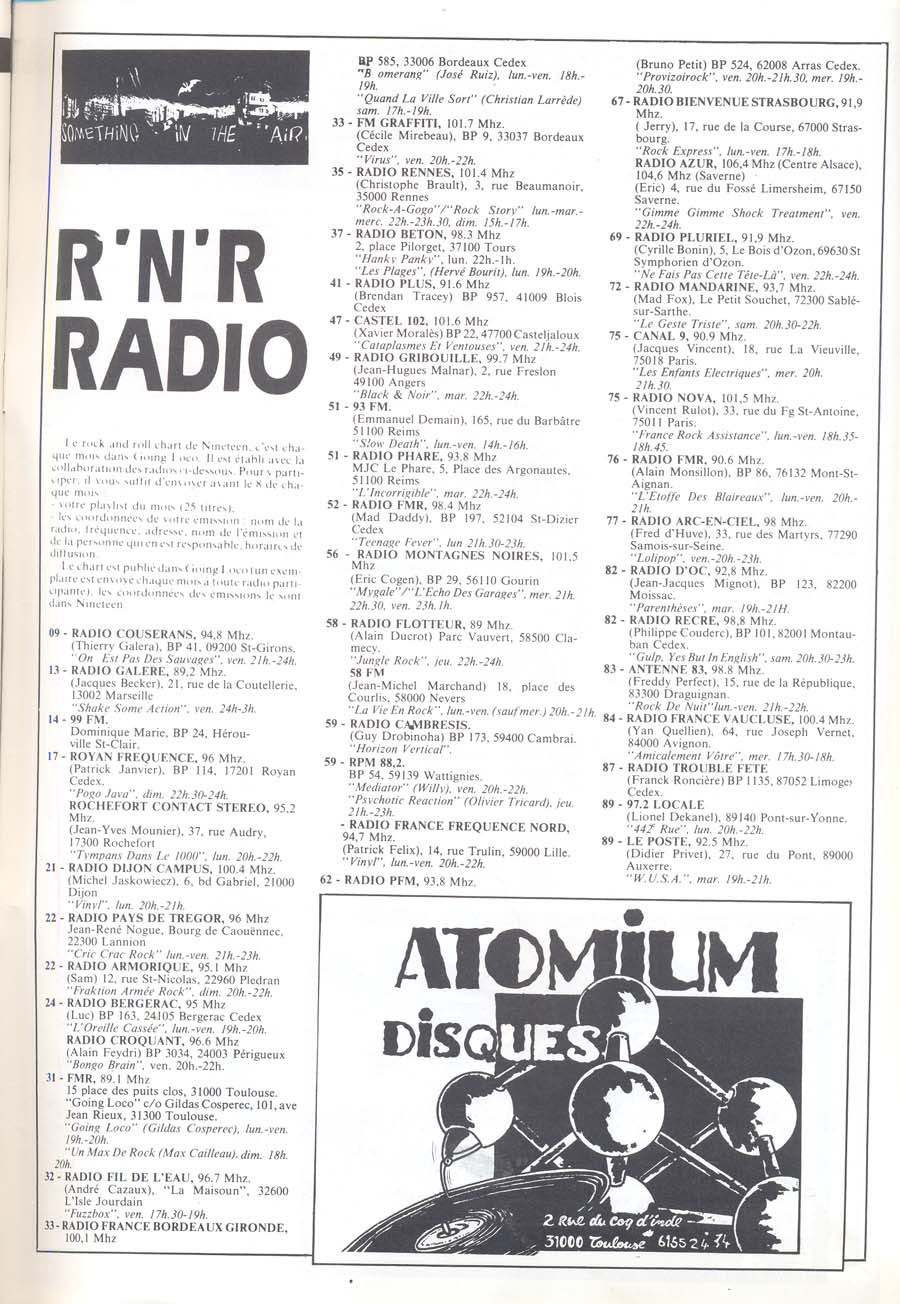 SOMETHING IN THE AIR
R'N'R
RADIO
Le rock and roll chart de Nineteen, c'est cha-
que mois dans Going Loco. Il est établi avec la
collaboration des radios ci-dessous. Pour y parti-
ciper, il vous suffit d'envoyer avant le 8 de cha-
que mois :
- votre playlist du mois (25 titres),
- les coordonnées de votre émission : nom de la
radio, fréquence, adresse, nom de l'émission et
de la personne qui en est responsable, horaires de
diffusion.
Le chart est publié dans Going Loco (un exem-
plaire est envoyé chaque mois à toute radio parti-
cipante), les coordonnées des émissions le sont
dans Nineteen
09 - RADIO COUSERANS, 94,8 Mhz.
(Thierry Galera), BP 41, 09200 St-Girons.
"On Est Pas Des Sauvages", ven. 21h.-24h.
13 - RADIO GALERE, 89,2 Mhz.
(Jacques Becker), 21, rue de la Coutellerie,
13002 Marseille
"Shake Some Action", ven. 24h-3h.
14 - 99 FM.
Dominique Marie, BP 24, Hérou-
ville St-Clair.
17 - ROYAN FREQUENCE, 96 Mhz.
(Patrick Janvier), BP 114, 17201 Royan
Cedex.
"Pogo Java", dim. 22h.30-24h.
ROCHEFORT CONTACT STEREO, 95,2
Mhz.
(Jean-Yves Mounier), 37, rue Audry,
17300 Rochefort
"Tympans Dans Le 1000", lun. 20h.-22h.
21 - RADIO DIJON CAMPUS, 100.4 Mhz.
(Michel Jaskowiecz), 6, bd Gabriel, 21000
Dijon
"Vinyl", lun. 20h.-21h.
22 - RADIO PAYS DE TREGOR, 96 Mhz
Jean-René Nogue, Bourg de Caouënnec,
22300 Lannion
"Cric Crac Rock" lun.-ven. 21h.-23h.
22 - RADIO ARMORIQUE, 95.1 Mhz
(Sam) 12, rue St-Nicolas, 22960 Pledran
"Fraktion Armée Rock", dim. 20h.-22h.
24 - RADIO BERGERAC, 95 Mhz
(Luc) BP 163, 24105 Bergerac Cedex
"L'Oreille Cassée", lun.-ven. 19h.-20h.
RADIO CROQUANT, 96.6 Mhz
(Alain Feydri) BP 3034, 24003 Périgueux
"Bongo Brain", ven. 20h.-22h.
31 - FMR, 89.1 Mhz
15 place des puits clos, 31000 Toulouse.
"Going Loco" c/o Gildas Cosperec, 101, ave
Jean Rieux, 31300 Toulouse.
"Going Loco" (Gildas Cosperec), lun.-ven.
19h.-20h.
"Un Max De Rock (Max Cailleau). dim. 18h.
20h.
32 - RADIO FIL DE L'EAU, 96.7 Mhz.
(André Cazaux), "La Maisoun", 32600
L'Isle Jourdain
"Fuzzbox", ven. 17h.30-19h.
33 - RADIO FRANCE BORDEAUX GIRONDE,
100,1 Mhz
BP 585, 33006 Bordeaux Cedex
"B omerang" (José Ruiz), lun.-ven. 18h.-
19h.
"Quand La Ville Sort" (Christian Larrède)
sam. 17h.-19h.
33 - FM GRAFFITI, 101.7 Mhz.
(Cécile Mirebeau), BP 9, 33037 Bordeaux
Cedex
"Virus", ven. 20h.-22h.
35 - RADIO RENNES, 101.4 Mhz
(Christophe Brault), 3, rue Beaumanoir,
35000 Rennes
"Rock-A-Gogo"/"Rock Story" lun.-mar.-
merc. 22h.-23h.30, dim. 15h.-17h.
37 - RADIO BETON, 98.3 Mhz
2, place Pilorget, 37100 Tours
"Hanky Panky", lun. 22h.-1h.
"Les Plages", (Hervé Bourit), lun. 19h.-20h.
41 - RADIO PLUS, 91.6 Mhz
(Brendan Tracey) BP 957, 41009 Blois
Cedex
47 - CASTEL 102, 101.6 Mhz
(Xavier Moralès) BP 22, 47700 Casteljaloux
"Cataplasmes Et Ventouses", ven. 21h.-24h.
49 - RADIO GRIBOUILLE, 99.7 Mhz
(Jean-Hugues Malnar), 2, rue Freslon
49100 Angers
"Black & Noir", mar. 22h.-24h.
51 - 93 FM.
(Emmanuel Demain), 165, rue du Barbâtre
51100 Reims
"Slow Death", lun.-ven. 14h.-16h.
51 - RADIO PHARE, 93.8 Mhz
MJC Le Phare, 5, Place des Argonautes,
51100 Reims
"L'Incorrigible", mar. 22h.-24h.
52 - RADIO FMR, 98.4 Mhz
(Mad Daddy), BP 197, 52104 St-Dizier
Cedex
"Teenage Fever", lun 21h.30-23h.
56 - RADIO MONTAGNES NOIRES, 101,5
Mhz
(Eric Cogen), BP 29, 56110 Gourin
"Mygale"/"L'Echo Des Garages", mer. 21h.
22h.30, ven. 23h.1h.
58 - RADIO FLOTTEUR, 89 Mhz.
(Alain Ducrot) Parc Vauvert, 58500 Cla-
mecy.
"Jungle Rock", jeu. 22h.-24h.
58 FM
(Jean-Michel Marchand) 18, place des
Courlis, 58000 Nevers
"La Vie En Rock", lun.-ven. (sauf mer.) 20h.-21h.
59 - RADIO CAMBRESIS.
(Guy Drobinoha) BP 173, 59400 Cambrai.
"Horizon Vertical".
59 - RPM 88,2.
BP 54, 59139 Wattignies.
"Mediator" (Willy), ven. 20h.-22h.
"Psychotic Reaction" (Olivier Tricard), jeu.
21h.-23h.
- RADIO FRANCE FREQUENCE NORD,
94,7 Mhz.
(Patrick Felix), 14, rue Trulin, 59000 Lille.
"Vinyl", lun.-ven. 20h.-22h.
62 - RADIO PFM, 93,8 Mhz.
(Bruno Petit) BP 524, 62008 Arras Cedex.
"Provizoirock", ven. 20h.-21h.30, mer. 19h.-
20h.30.
67 - RADIO BIENVENUE STRASBOURG, 91,9
Mhz.
( Jerry), 17, rue de la Course, 67000 Stras-
bourg.
"Rock Express", lun.-ven. 17h.-18h.
RADIO AZUR, 106,4 Mhz (Centre Alsace),
104,6 Mhz (Saverne)
(Eric) 4, rue du Fossé Limersheim, 67150
Saverne.
"Gimme Gimme Shock Treatment", ven.
22h.-24h.
69 - RADIO PLURIEL, 91,9 Mhz.
(Cyrille Bonin), 5, Le Bois d'Ozon, 69630 St
Symphorien d'Ozon.
"Ne Fais Pas Cette Tête-Là", ven. 22h.-24h.
72 - RADIO MANDARINE, 93,7 Mhz.
(Mad Fox), Le Petit Souchet, 72300 Sablé-
sur-Sarthe.
"Le Geste Triste", sam. 20h.30-22h.
75 - CANAL 9, 90.9 Mhz.
(Jacques Vincent), 18, rue La Vieuville,
75018 Paris.
"Les Enfants Electriques", mer. 20h.
21h.30.
75 - RADIO NOVA, 101,5 Mhz.
(Vincent Rulot), 33, rue du Fg St-Antoine,
75011 Paris.
"France Rock Assistance", lun.-ven. 18h.35-
18h.45.
76 - RADIO FMR, 90.6 Mhz.
(Alain Monsillon), BP 86, 76132 Mont-St-
Aignan.
"L'Etoffe Des Blaireaux", lun.-ven. 20h.-
21h.
77 - RADIO ARC-EN-CIEL, 98 Mhz.
(Fred d'Huve), 33, rue des Martyrs, 77290
Samois-sur-Seine.
"Lolipop", ven.-20h.-23h.
82 - RADIO D'OC, 92,8 Mhz.
(Jean-Jacques Mignot), BP 123, 82200
Moissac.
"Parenthèses", mar. 19h.-21H.
82 - RADIO RECRE, 98,8 Mhz.
(Philippe Couderc), BP 101, 82001 Montau-
ban Cedex.
"Gulp, Yes But In English", sam. 20h.30-23h.
83 - ANTENNE 83, 98.8 Mhz.
(Freddy Perfect), 15, rue de la République,
83300 Draguignan.
"Rock De Nuit"lun.-ven. 21h.-22h.
84 - RADIO FRANCE VAUCLUSE, 100.4 Mhz.
(Yan Quellien), 64, rue Joseph Vernet,
84000 Avignon.
"Amicalement Vôtre", mer. 17h.30-18h.
87 - RADIO TROUBLE FETE
(Franck Roncière) BP 1135, 87052 Limoges
Cedex.
89 - 97.2 LOCALE
(Lionel Dekanel), 89140 Pont-sur-Yonne.
"442e Rue", lun. 20h.-22h.
89 - LE POSTE, 92.5 Mhz.
(Didier Privet), 27, rue du Pont, 89000
Auxerre.
"W.U.S.A.", mar. 19h.-21h.
ATOMIUM
DISQUES
2 Rue du coq d'inde
31000 Toulouse 61 55 24 34